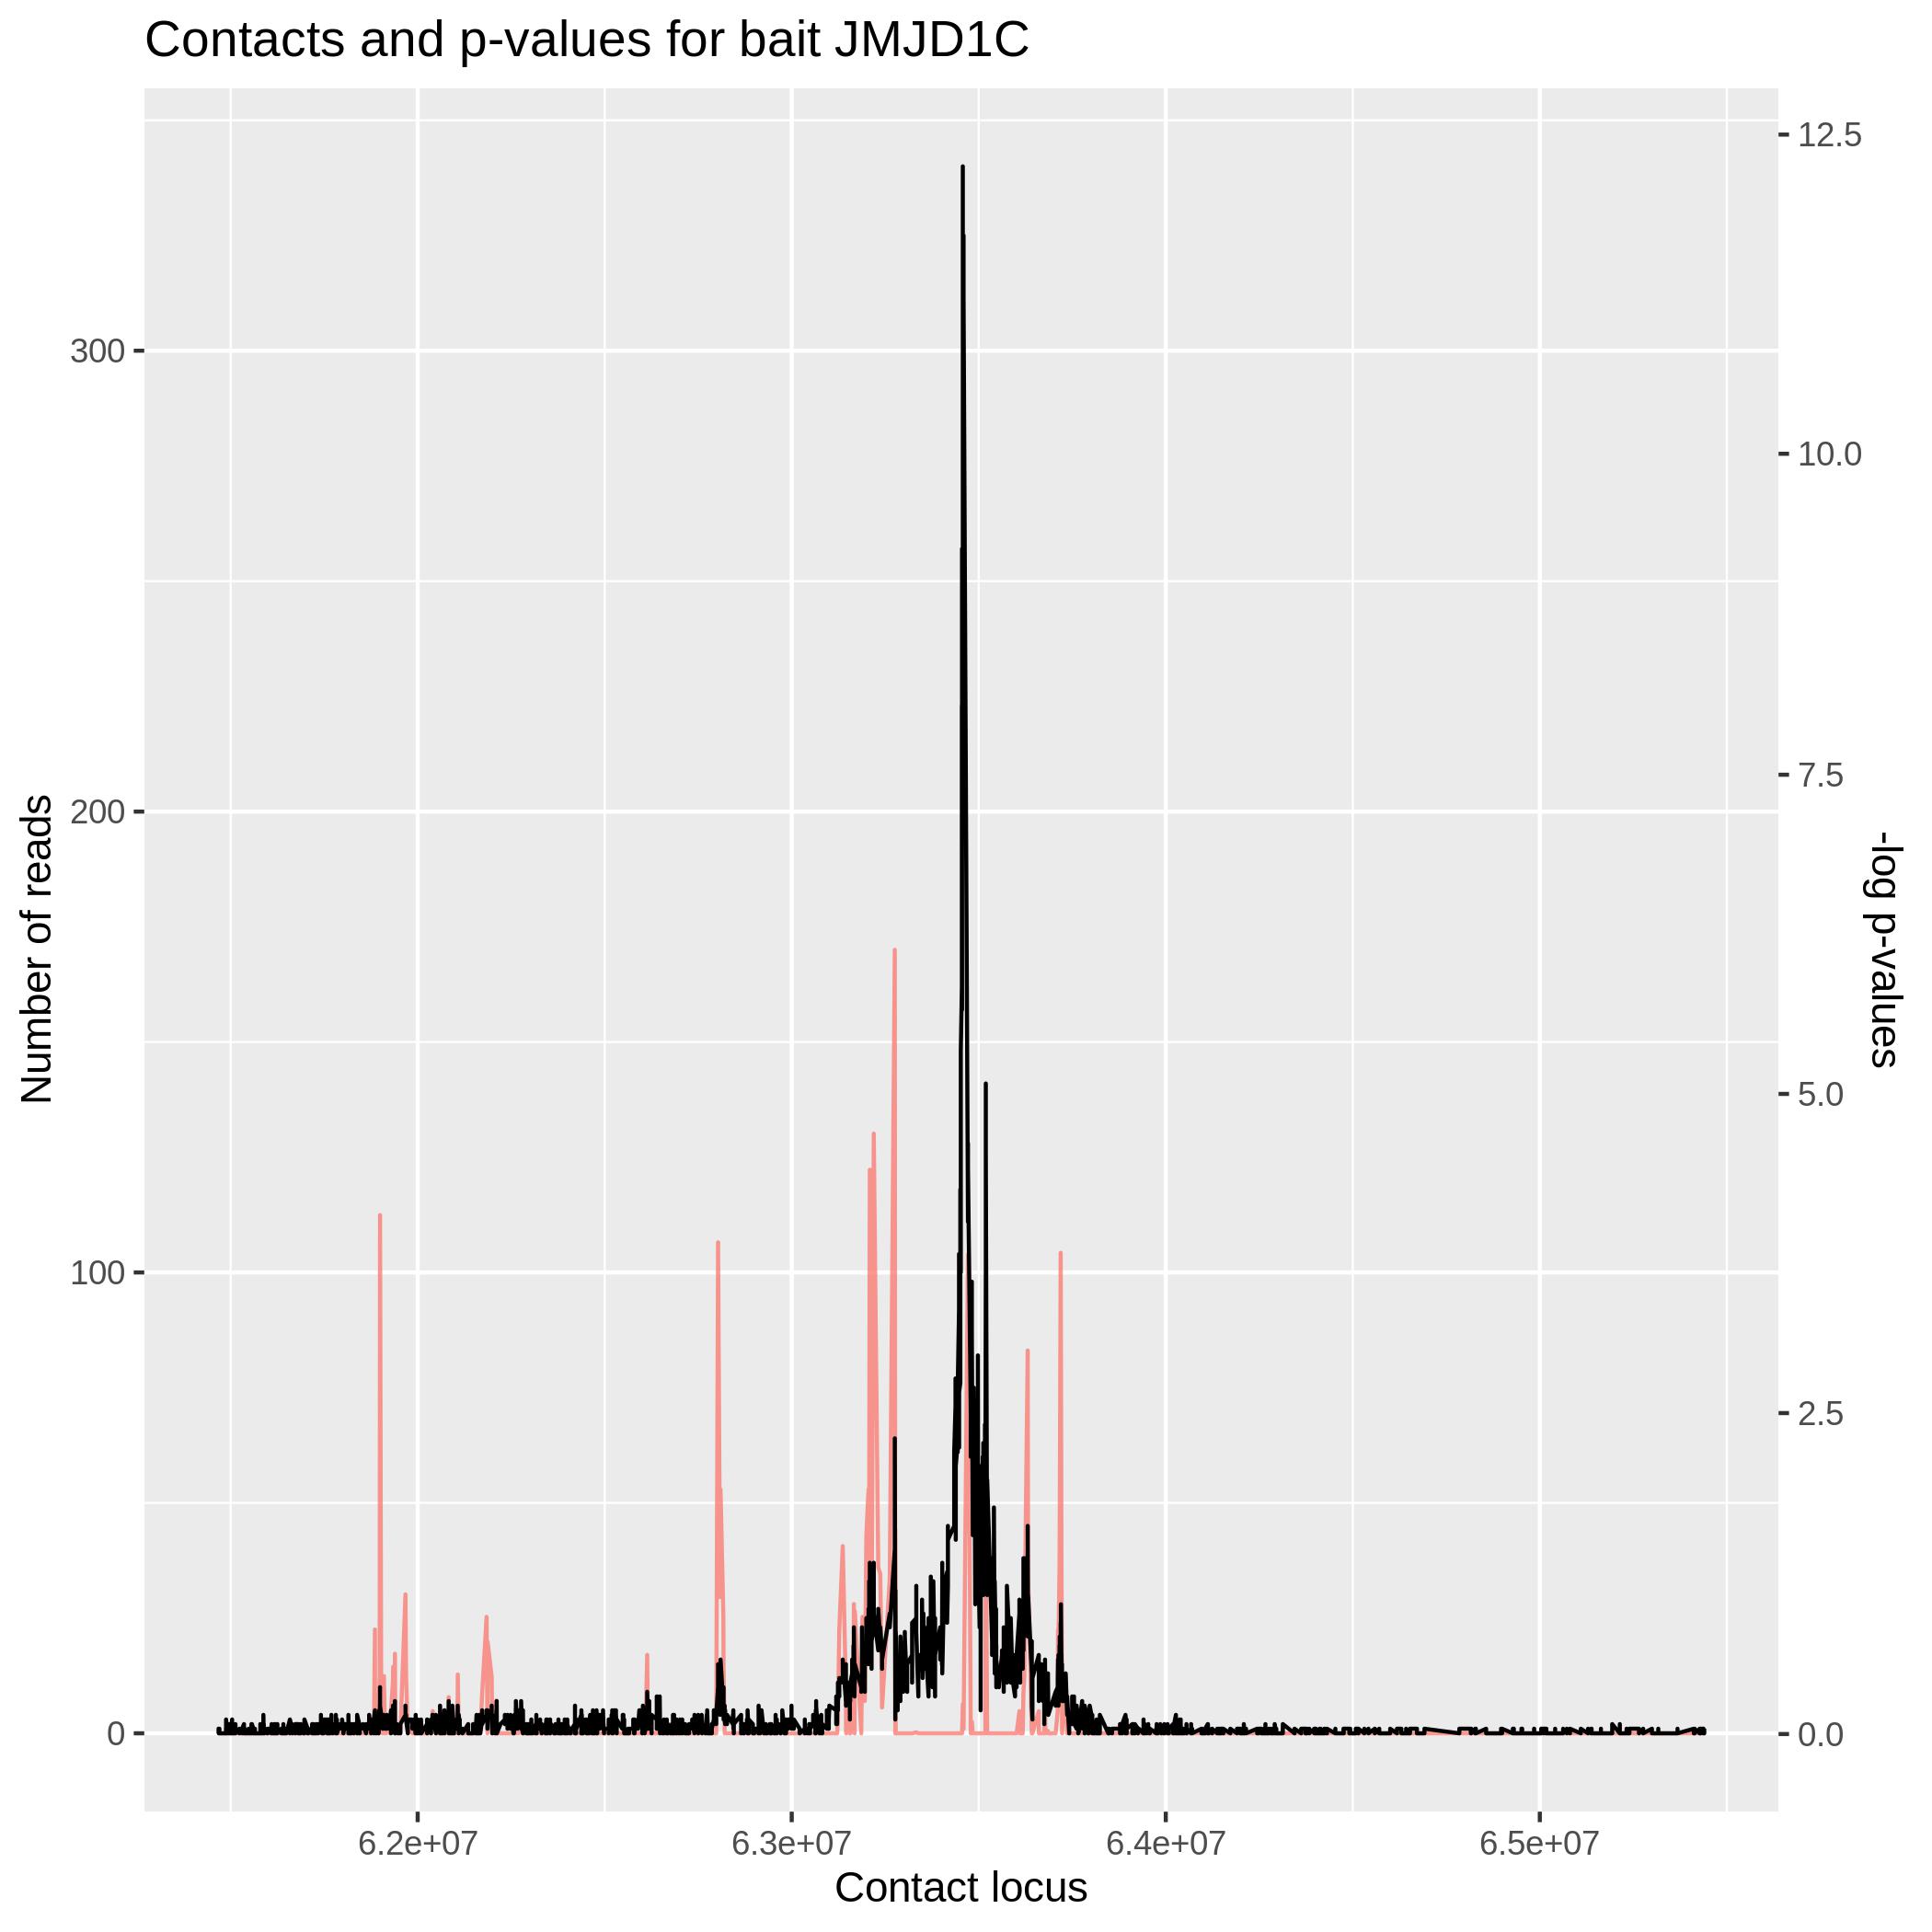 Contacts and p-values for bait JMJD1C
12.5
10.0
7.5
5.0
2.5
0.0
-log p-values
300
200
100
0
Number of reads
6.2e+07 6.3e+07 6.4e+07 6.5e+07
Contact locus